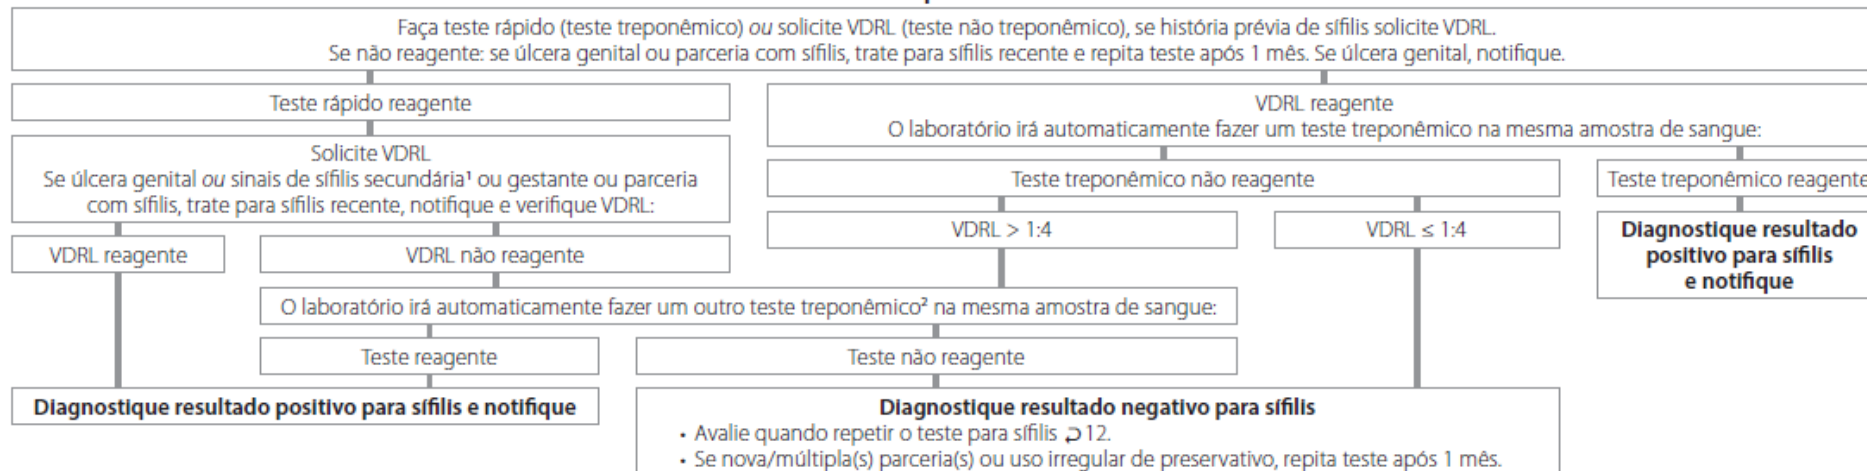 Faça teste rápido (teste treponêmico) ou solicite VDRL (teste não treponêmico), se história prévia de sífilis solicite VDRL.
Se não reagente: se úlcera genital ou parceria com sífilis, trate para sífilis recente e repita teste após 1 mês. Se úlcera genital, notifique.
Teste rápido reagente
Solicite VDRL
Se úlcera genital ou sinais de sífilis secundária¹ ou gestante ou parceria
com sífilis, trate para sífilis recente, notifique e verifique VDRL:
VDRL reagente
VDRL não reagente
VDRL reagente
O laboratório irá automaticamente fazer um teste treponêmico na mesma amostra de sangue:
Teste treponêmico não reagente
VDRL > 1:4
VDRL ≤ 1:4
Teste treponêmico reagente
Diagnostique resultado
positivo para sífilis
e notifique
O laboratório irá automaticamente fazer um outro teste treponêmico² na mesma amostra de sangue:
Teste reagente
Teste não reagente
Diagnostique resultado positivo para sífilis e notifique
Diagnostique resultado negativo para sífilis
• Avalie quando repetir o teste para sífilis ⊃12.
• Se nova/múltipla(s) parceria(s) ou uso irregular de preservativo, repita teste após 1 mês.